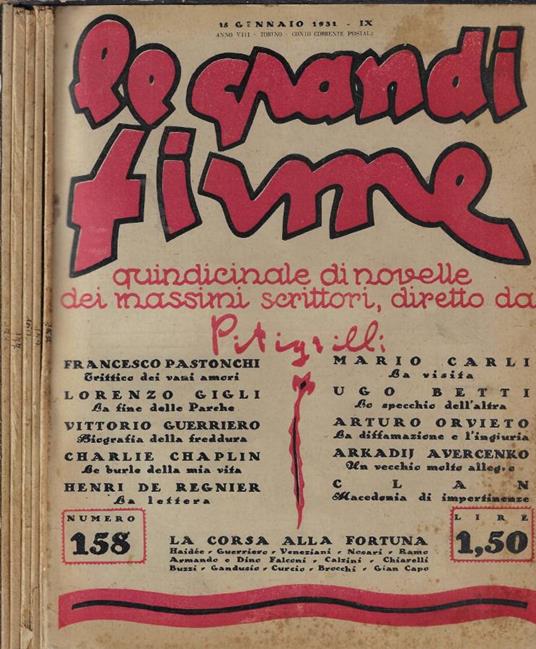 15 GENNAIO 1931 - IX
ANNO VIII - TORINO - CONTO CORRENTE POSTALE
le grandi
firme
quindicinale di novelle
dei massimi scrittori, diretto da
Pitigrilli
FRANCESCO PASTONCHI
Trittico dei vani amori
LORENZO GIGLI
La fine delle Parche
VITTORIO GUERRIERO
Biografia della freddura
CHARLIE CHAPLIN
Le burle della mia vita
HENRI DE REGNIER
La lettera
MARIO CARLI
La visita
UGO BETTI
Lo specchio dell'altra
ARTURO ORVIETO
La diffamazione e l'ingiuria
ARKADIJ AVERCENKO
Un vecchio molto allegro
CLAN
Macedonia di impertinenze
NUMERO
158
LA CORSA ALLA FORTUNA
Haidée - Guerriero - Veneziani - Nosari - Ramo
Armando e Dino Falconi - Calzini - Chiarelli
Buzzi - Gandusio - Curcio - Brocchi - Gian Capo
LIRE
1,50